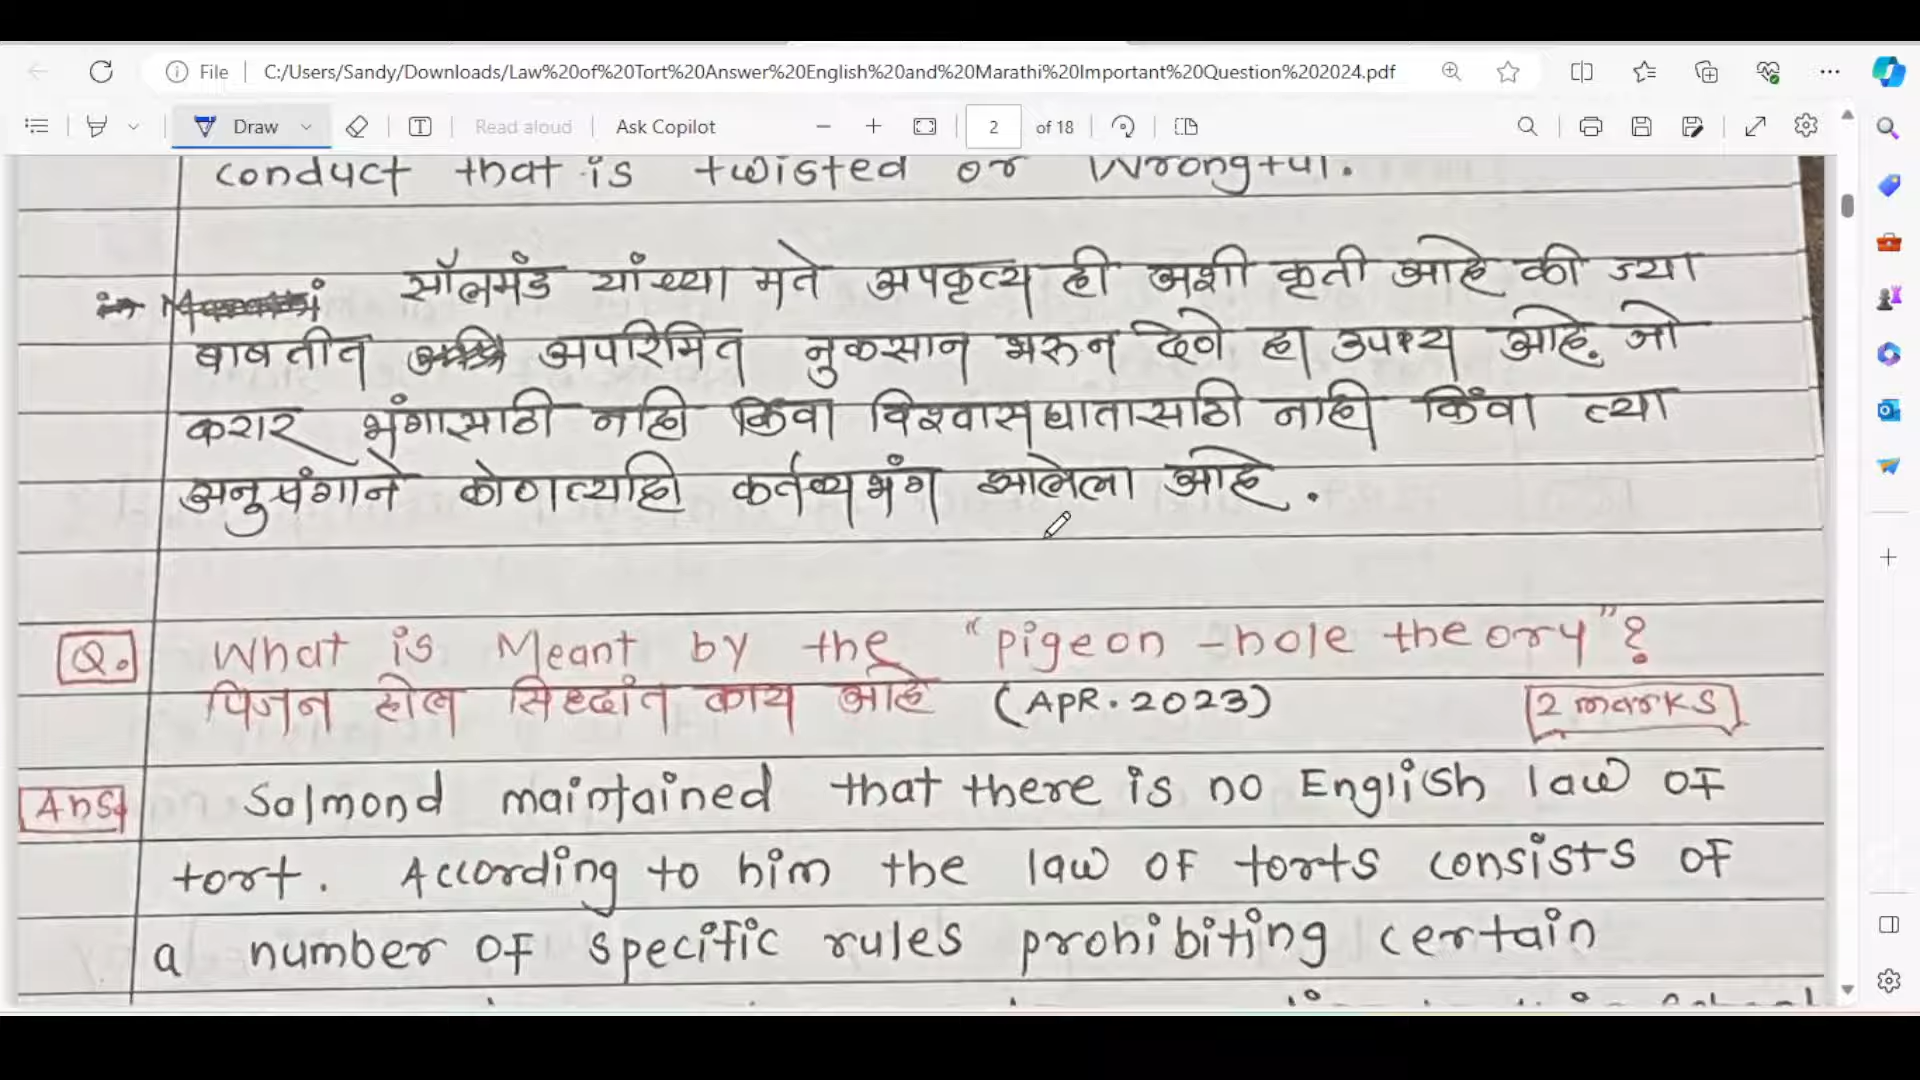 File C:/Users/Sandy/Downloads/Law%20of%20Tort%20Answer%20English%20and%20Marathi%20Important%20Question%202024.pdf
Draw Read aloud Ask Copilot 2 of 18
conduct that is twisted or wrongful.
सॉलमंड यांच्या मते अपकृत्य ही अशी कृती आहे की ज्या
बाबतीत अपरिमित नुकसान भरुन देणे हा उपाय आहे. जो
करार भंगासाठी नाही किंवा विश्वासघातासाठी नाही किंवा त्या
अनुषंगाने कोणत्याही कर्तव्यभंग झालेला आहे.
Q. What is Meant by the "pigeon-hole theory"?
पिजन होल सिध्दांत काय आहे (APR. 2023) 2 marks
Ans Salmond maintained that there is no English law of
tort. According to him the law of torts consists of
a number of specific rules prohibiting certain